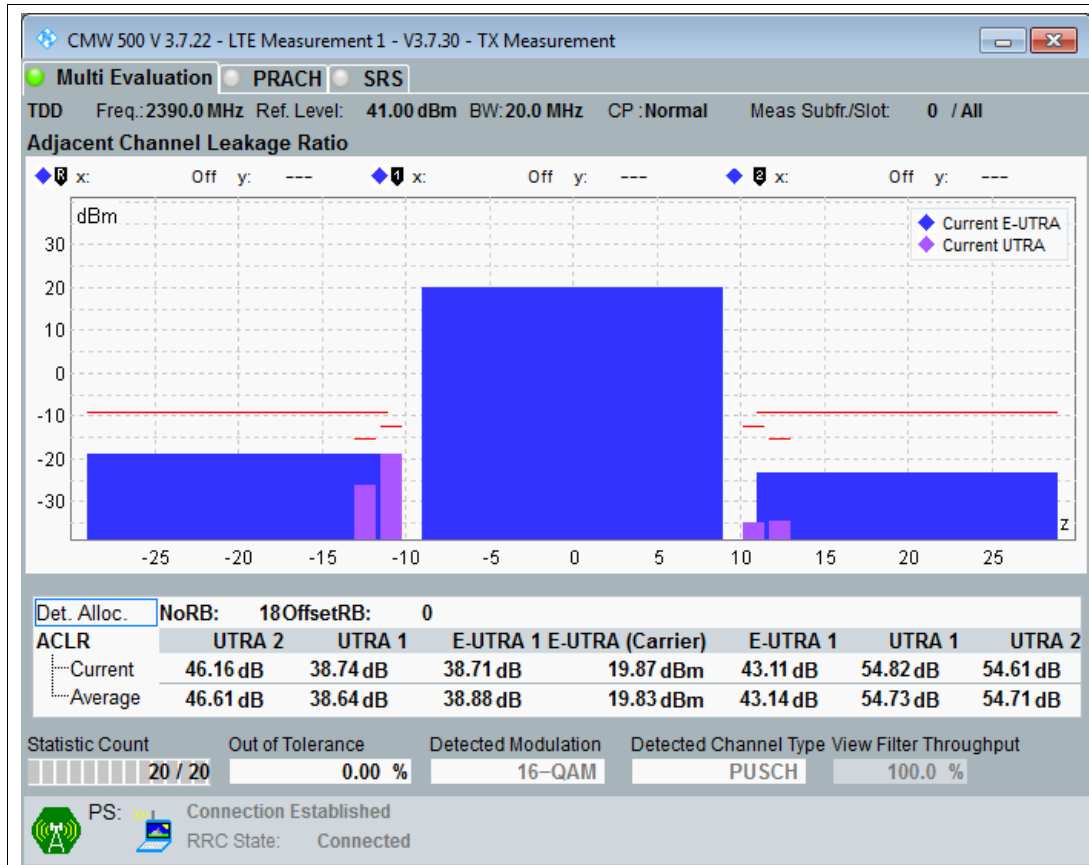 CMW 500 V 3.7.22 - LTE Measurement 1 - V3.7.30 - TX Measurement
Multi Evaluation PRACH SRS
TDD Freq.: 2390.0 MHz Ref. Level: 41.00 dBm BW: 20.0 MHz CP : Normal Meas Subfr./Slot: 0 / All
Adjacent Channel Leakage Ratio
R x: Off y: --- 1 x: Off y: --- 2 x: Off y: ---
dBm
Current E-UTRA
Current UTRA
30
20
10
0
-10
-20
-30
z
-25 -20 -15 -10 -5 0 5 10 15 20 25
Det. Alloc. NoRB: 18 OffsetRB: 0
ACLR UTRA 2 UTRA 1 E-UTRA 1 E-UTRA (Carrier) E-UTRA 1 UTRA 1 UTRA 2
Current 46.16 dB 38.74 dB 38.71 dB 19.87 dBm 43.11 dB 54.82 dB 54.61 dB
Average 46.61 dB 38.64 dB 38.88 dB 19.83 dBm 43.14 dB 54.73 dB 54.71 dB
Statistic Count Out of Tolerance Detected Modulation Detected Channel Type View Filter Throughput
20 / 20 0.00 % 16-QAM PUSCH 100.0 %
PS: Connection Established
RRC State: Connected